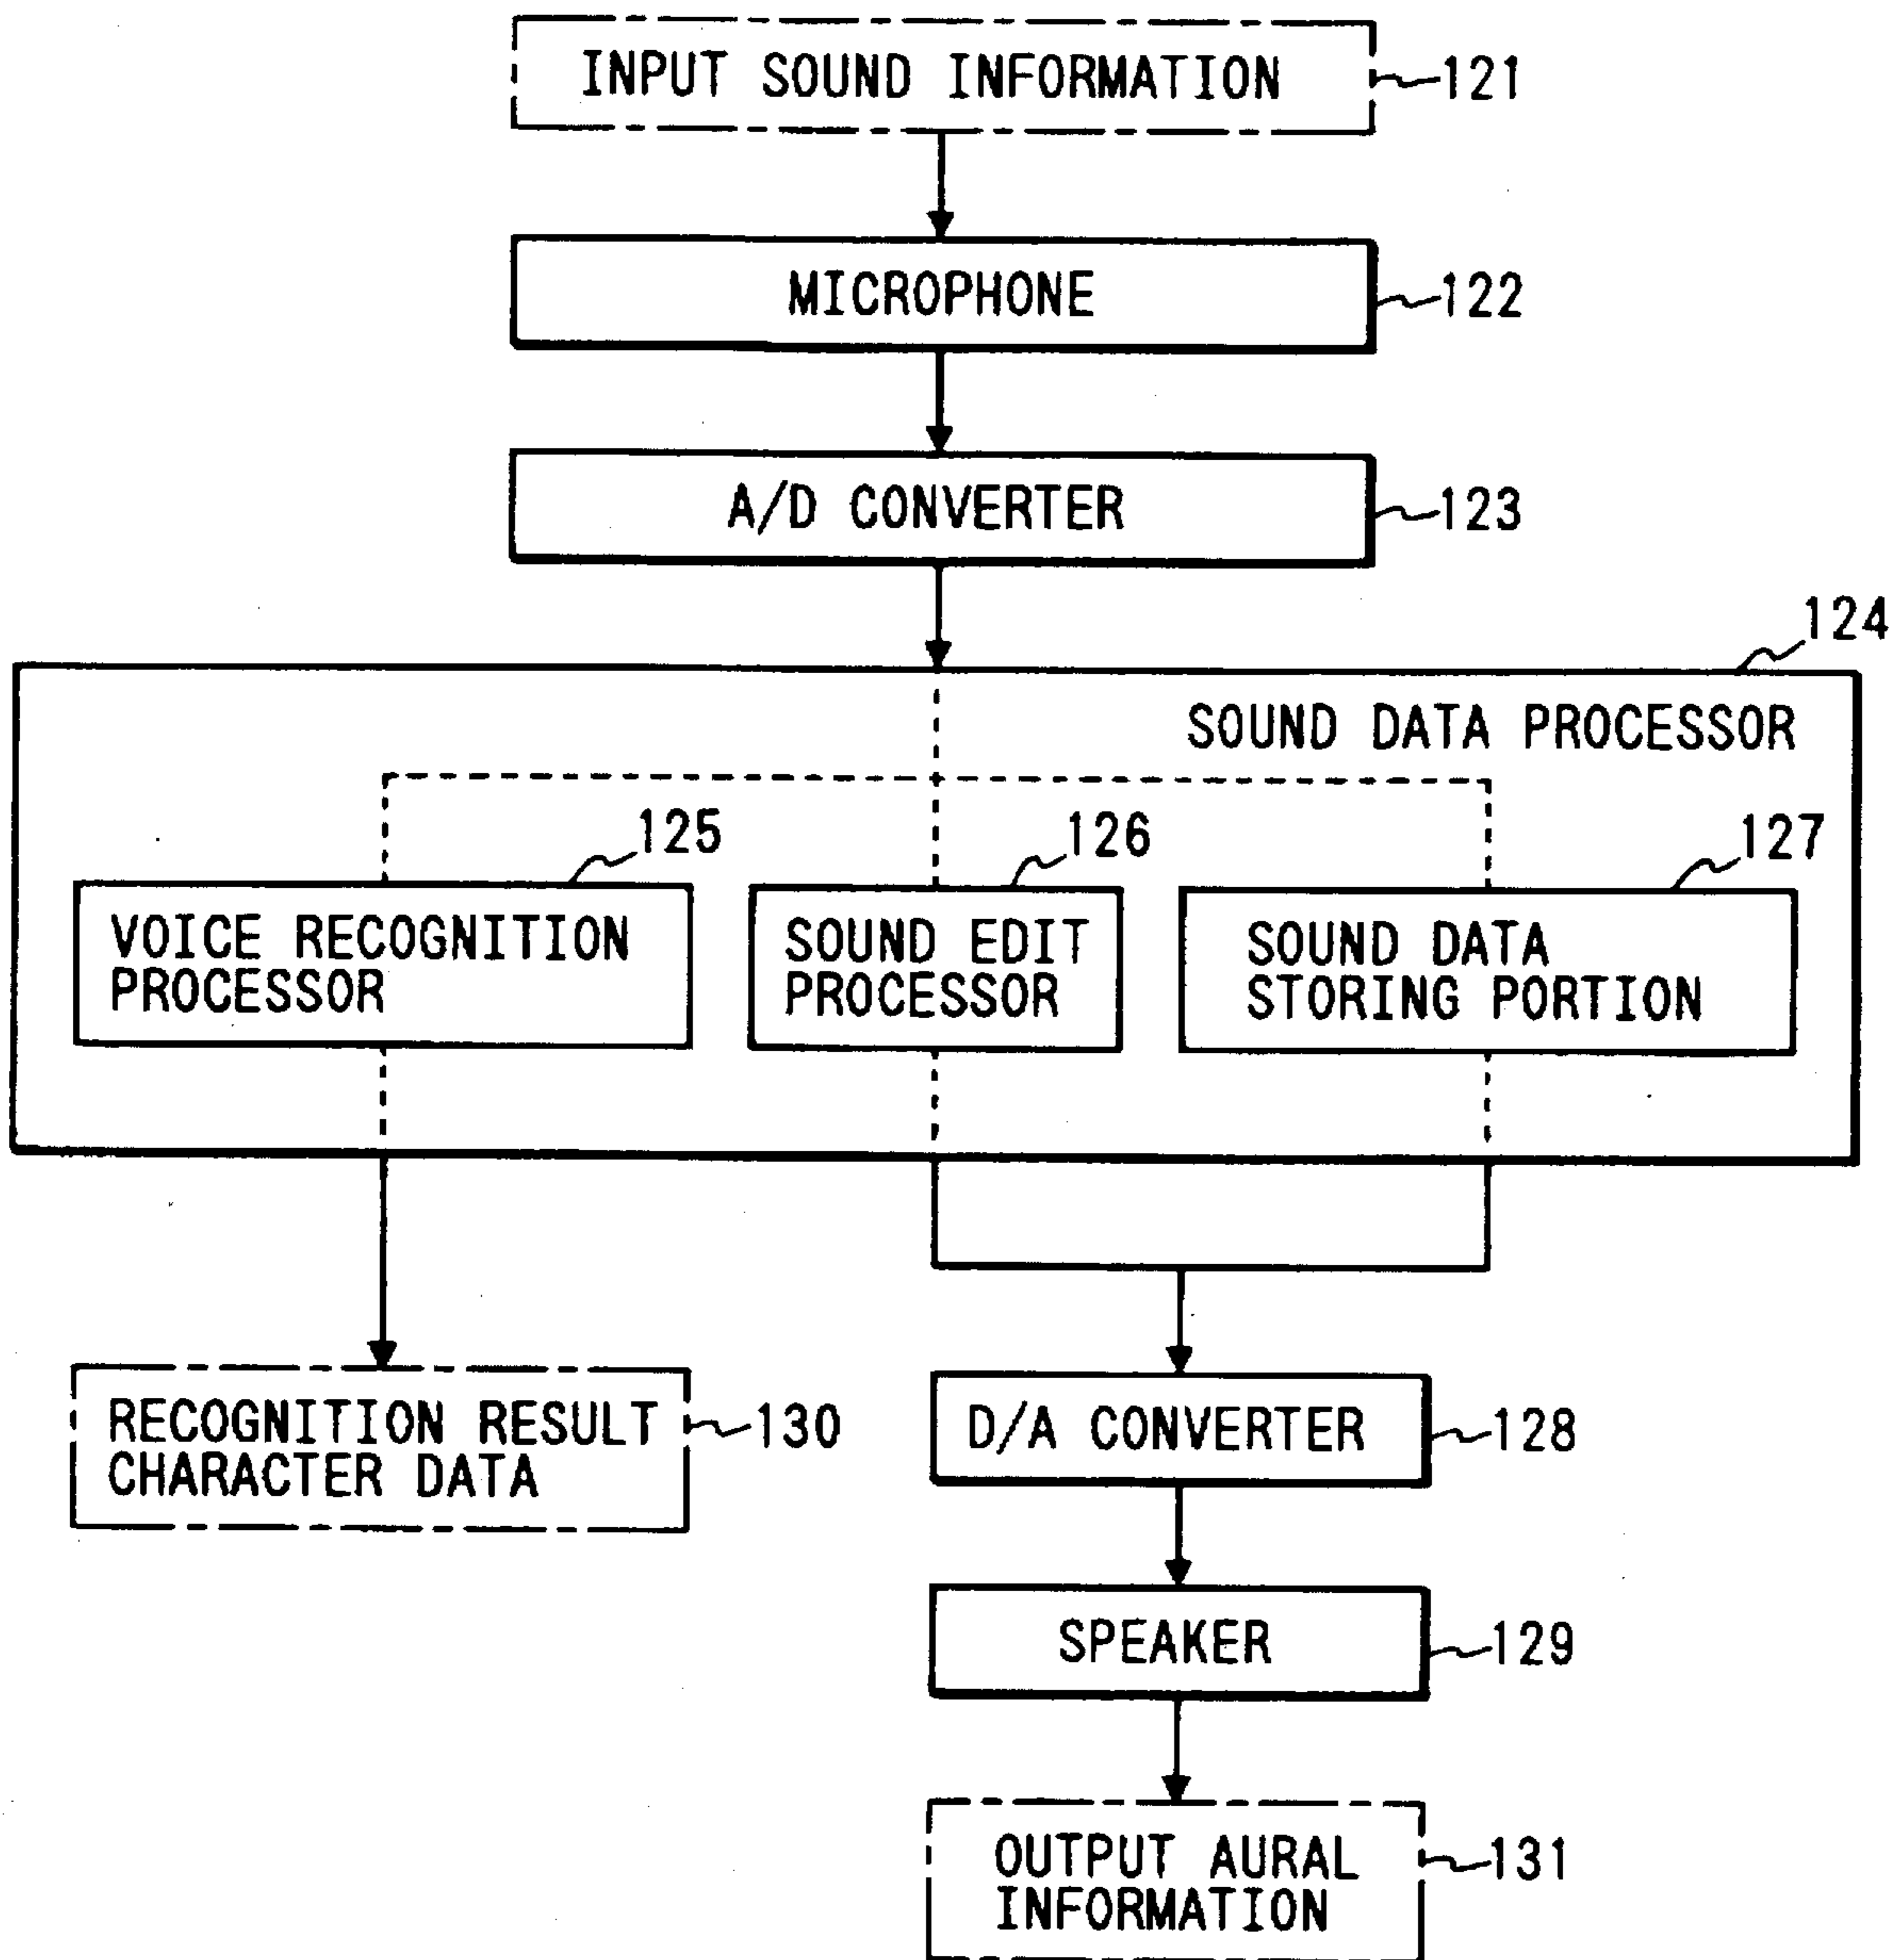 INPUT SOUND INFORMATION
121
MICROPHONE
122
A/D CONVERTER
123
124
SOUND DATA PROCESSOR
125
126
127
VOICE RECOGNITION
PROCESSOR
SOUND EDIT
PROCESSOR
SOUND DATA
STORING PORTION
RECOGNITION RESULT
CHARACTER DATA
130
D/A CONVERTER
128
SPEAKER
129
OUTPUT AURAL
INFORMATION
131